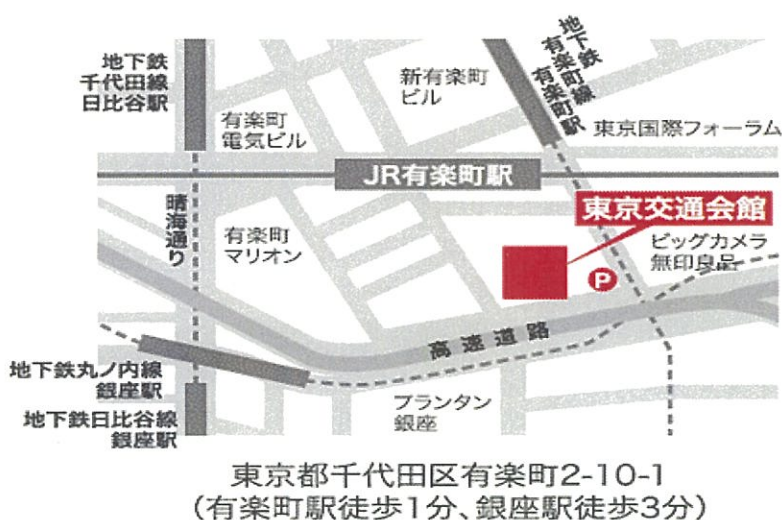 地下鉄
千代田線
日比谷駅
有楽町
電気ビル
新有楽町
ビル
地下鉄
有楽町線
有楽町駅
東京国際フォーラム
JR有楽町駅
東京交通会館
晴海通り
有楽町
マリオン
ビッグカメラ
無印良品
P
高速道路
地下鉄丸ノ内線
銀座駅
地下鉄日比谷線
銀座駅
プランタン
銀座
東京都千代田区有楽町2-10-1
(有楽町駅徒歩1分、銀座駅徒歩3分)